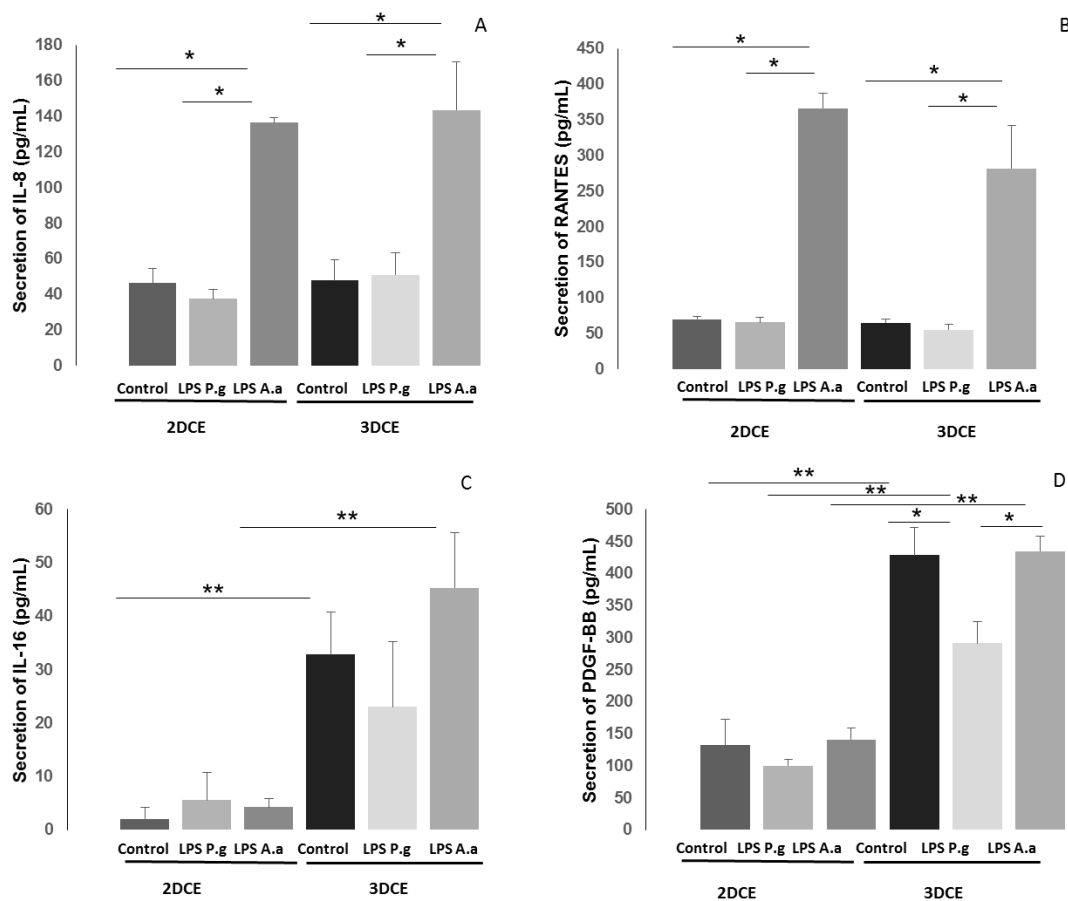 A
Secretion of IL-8 (pg/mL)
180
160
140
120
100
80
60
40
20
0
* * * *
Control LPS P.g LPS A.a Control LPS P.g LPS A.a
2DCE 3DCE
B
Secretion of RANTES (pg/mL)
450
400
350
300
250
200
150
100
50
0
* * * *
Control LPS P.g LPS A.a Control LPS P.g LPS A.a
2DCE 3DCE
C
Secretion of IL-16 (pg/mL)
60
50
40
30
20
10
0
** **
Control LPS P.g LPS A.a Control LPS P.g LPS A.a
2DCE 3DCE
D
Secretion of PDGF-BB (pg/mL)
500
450
400
350
300
250
200
150
100
50
0
** ** **
* *
Control LPS P.g LPS A.a Control LPS P.g LPS A.a
2DCE 3DCE